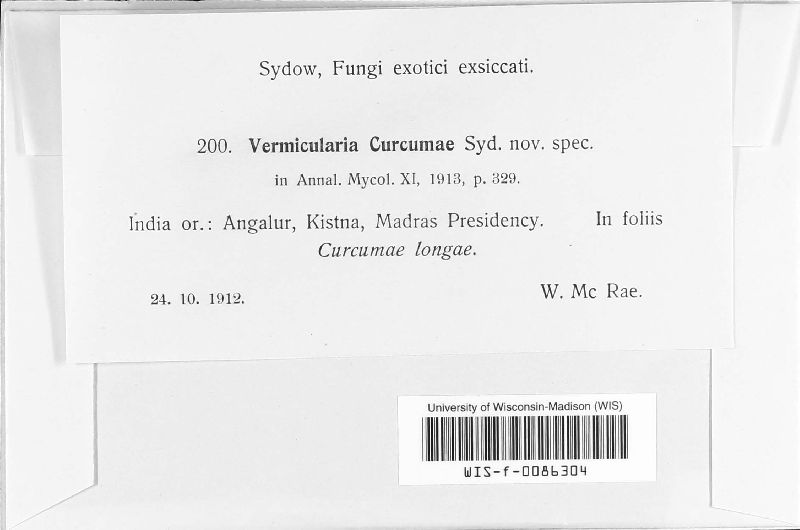 Sydow, Fungi exotici exsiccati.
200. Vermicularia Curcumae Syd. nov. spec.
in Annal. Mycol. XI, 1913, p. 329.
India or.: Angalur, Kistna, Madras Presidency. In foliis
Curcumae longae.
24. 10. 1912. W. Mc Rae.
University of Wisconsin-Madison (WIS)
WIS-f-0086304